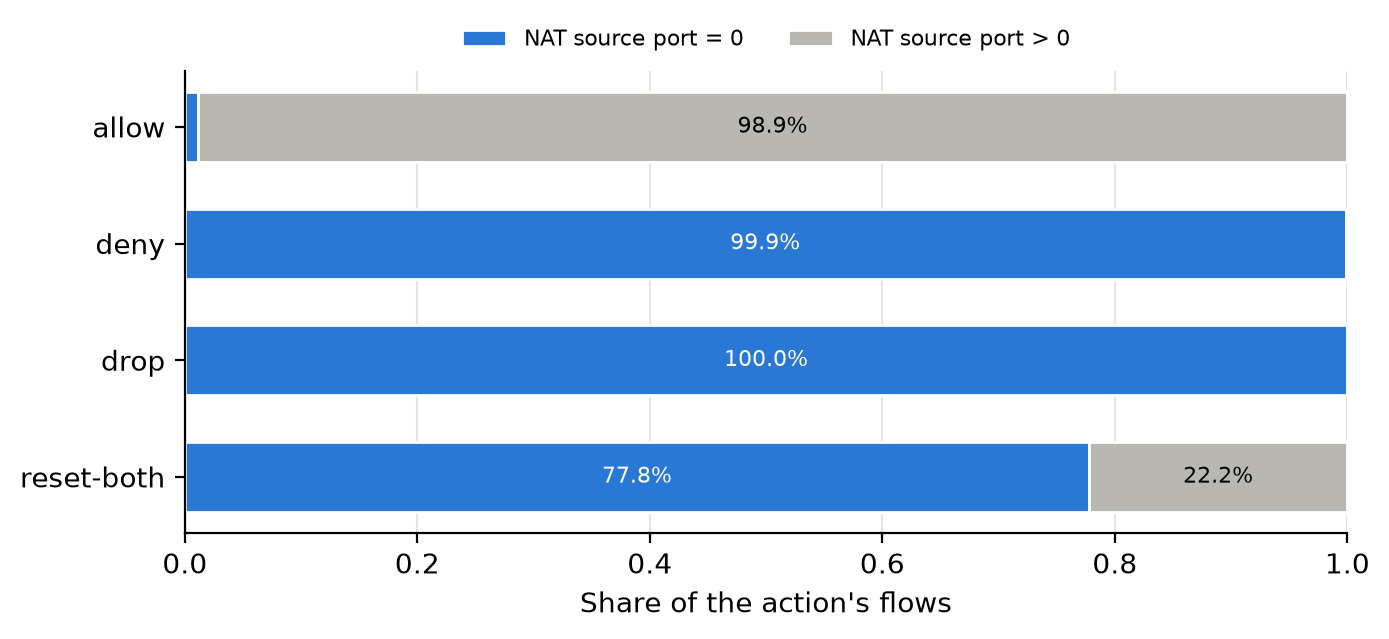 NAT source port = 0 NAT source port > 0
allow 98.9%
deny 99.9%
drop 100.0%
reset-both 77.8% 22.2%
0.0 0.2 0.4 0.6 0.8 1.0
Share of the action's flows